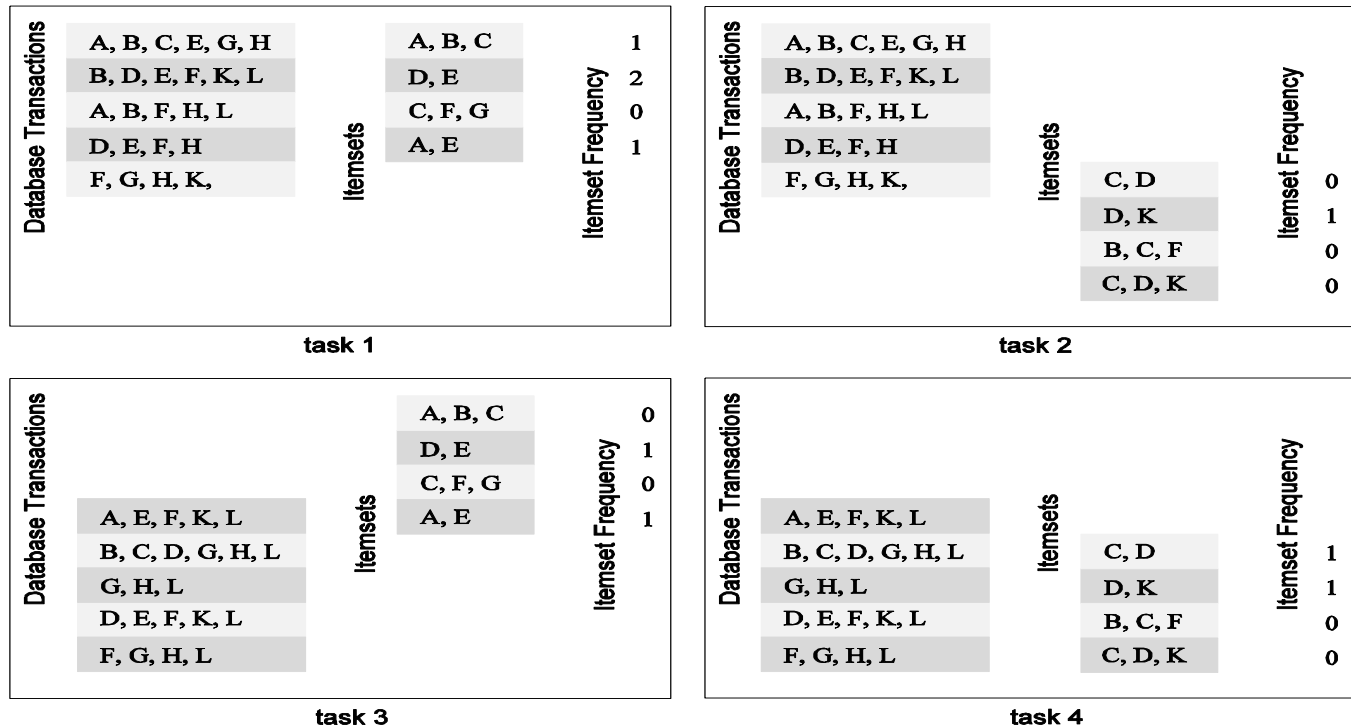 Database Transactions
A, B, C, E, G, H
B, D, E, F, K, L
A, B, F, H, L
D, E, F, H
F, G, H, K,
Itemsets
A, B, C
D, E
C, F, G
A, E
Itemset Frequency
1
2
0
1
task 1
Database Transactions
A, B, C, E, G, H
B, D, E, F, K, L
A, B, F, H, L
D, E, F, H
F, G, H, K,
Itemsets
C, D
D, K
B, C, F
C, D, K
Itemset Frequency
0
1
0
0
task 2
Database Transactions
A, E, F, K, L
B, C, D, G, H, L
G, H, L
D, E, F, K, L
F, G, H, L
Itemsets
A, B, C
D, E
C, F, G
A, E
Itemset Frequency
0
1
0
1
task 3
Database Transactions
A, E, F, K, L
B, C, D, G, H, L
G, H, L
D, E, F, K, L
F, G, H, L
Itemsets
C, D
D, K
B, C, F
C, D, K
Itemset Frequency
1
1
0
0
task 4